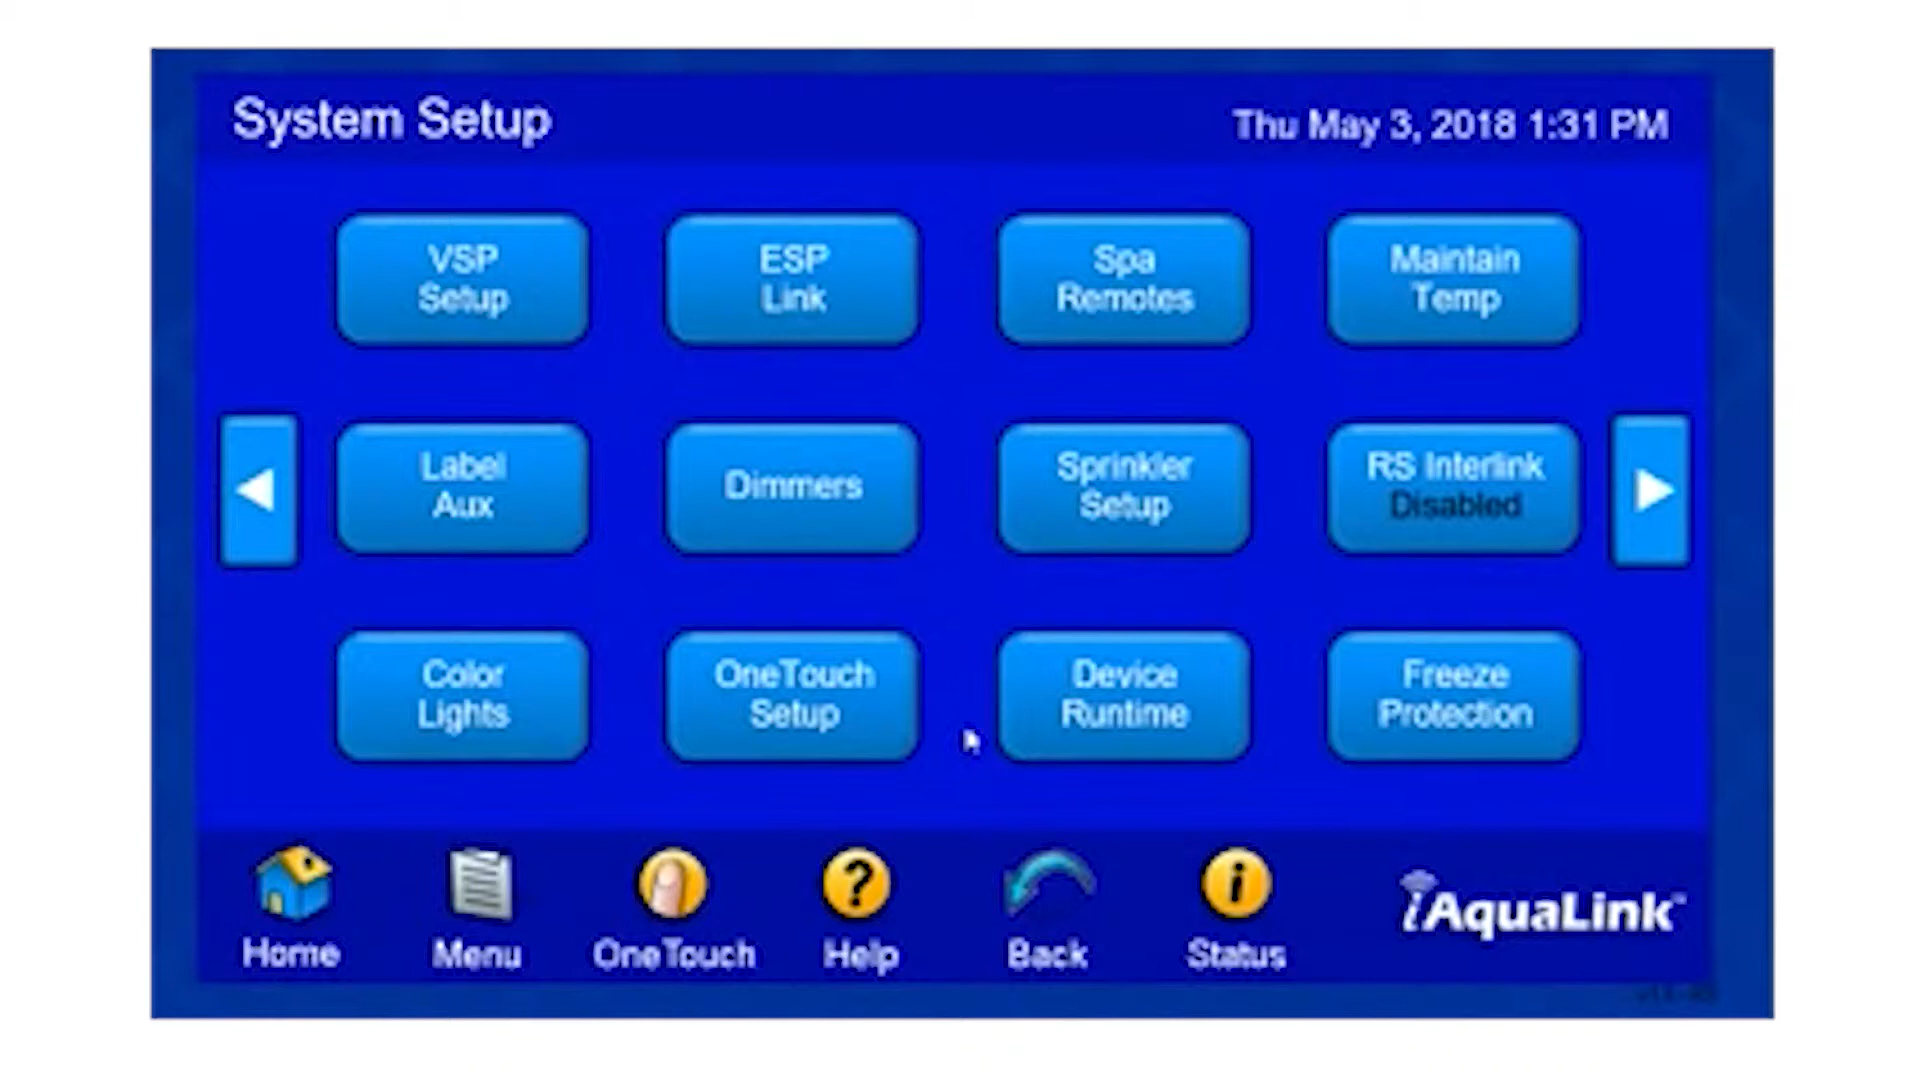 System Setup
Thu May 3, 2018 1:31 PM
VSP
Setup
ESP
Link
Spa
Remotes
Maintain
Temp
Label
Aux
Dimmers
Sprinkler
Setup
RS Interlink
Disabled
Color
Lights
OneTouch
Setup
Device
Runtime
Freeze
Protection
Home
Menu
OneTouch
Help
Back
Status
iAquaLink™